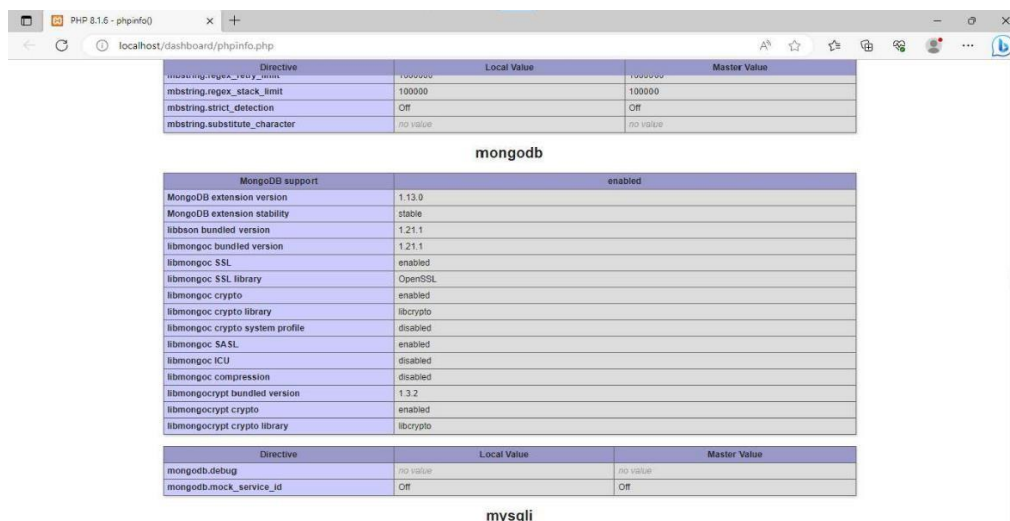 PHP 8.1.6 - phpinfo()
localhost/dashboard/phpinfo.php
Directive Local Value Master Value
mbstring.regex_retry_limit 1000000 1000000
mbstring.regex_stack_limit 100000 100000
mbstring.strict_detection Off Off
mbstring.substitute_character no value no value
mongodb
MongoDB support enabled
MongoDB extension version 1.13.0
MongoDB extension stability stable
libbson bundled version 1.21.1
libmongoc bundled version 1.21.1
libmongoc SSL enabled
libmongoc SSL library OpenSSL
libmongoc crypto enabled
libmongoc crypto library libcrypto
libmongoc crypto system profile disabled
libmongoc SASL enabled
libmongoc ICU disabled
libmongoc compression disabled
libmongocrypt bundled version 1.3.2
libmongocrypt crypto enabled
libmongocrypt crypto library libcrypto
Directive Local Value Master Value
mongodb.debug no value no value
mongodb.mock_service_id Off Off
mysqli